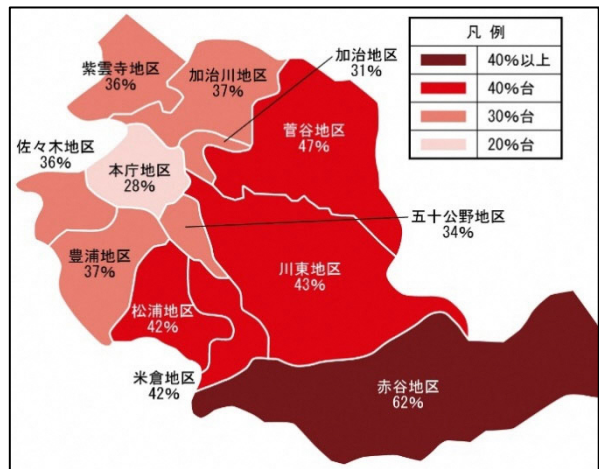 凡 例
40%以上
40%台
30%台
20%台
紫雲寺地区
36%
加治川地区
37%
加治地区
31%
菅谷地区
47%
佐々木地区
36%
本庁地区
28%
五十公野地区
34%
豊浦地区
37%
川東地区
43%
松浦地区
42%
米倉地区
42%
赤谷地区
62%